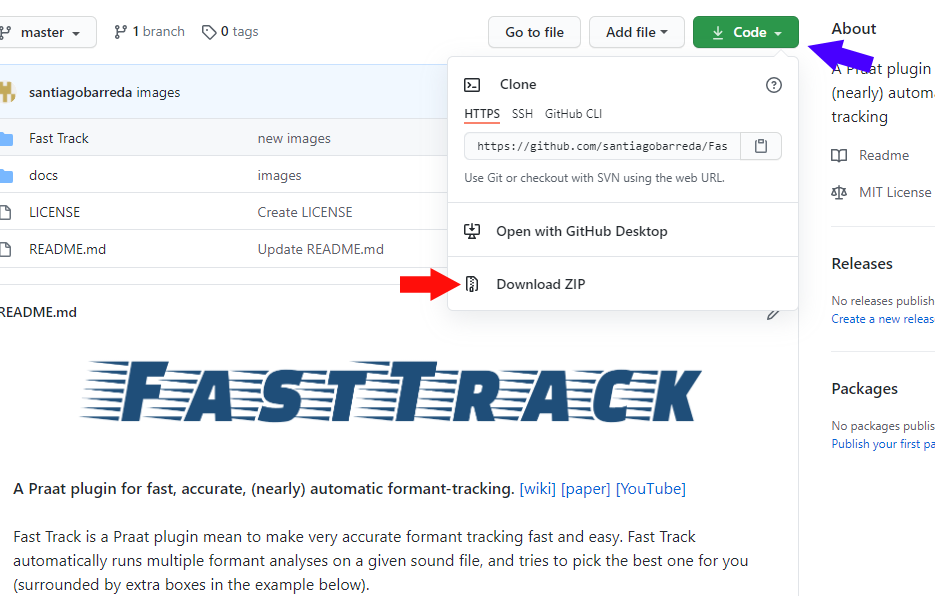 master 1 branch 0 tags Go to file Add file Code
About
santiagobarreda images
Clone
A Praat plugin
(nearly) autom
tracking
HTTPS SSH GitHub CLI
Fast Track new images
https://github.com/santiagobarreda/Fas
docs images
Use Git or checkout with SVN using the web URL.
Readme
LICENSE Create LICENSE
MIT License
README.md Update README.md
Open with GitHub Desktop
Download ZIP
Releases
No releases publish
Create a new releas
README.md
FASTTRACK
Packages
No packages publis
Publish your first pa
A Praat plugin for fast, accurate, (nearly) automatic formant-tracking. [wiki] [paper] [YouTube]
Fast Track is a Praat plugin mean to make very accurate formant tracking fast and easy. Fast Track
automatically runs multiple formant analyses on a given sound file, and tries to pick the best one for you
(surrounded by extra boxes in the example below).